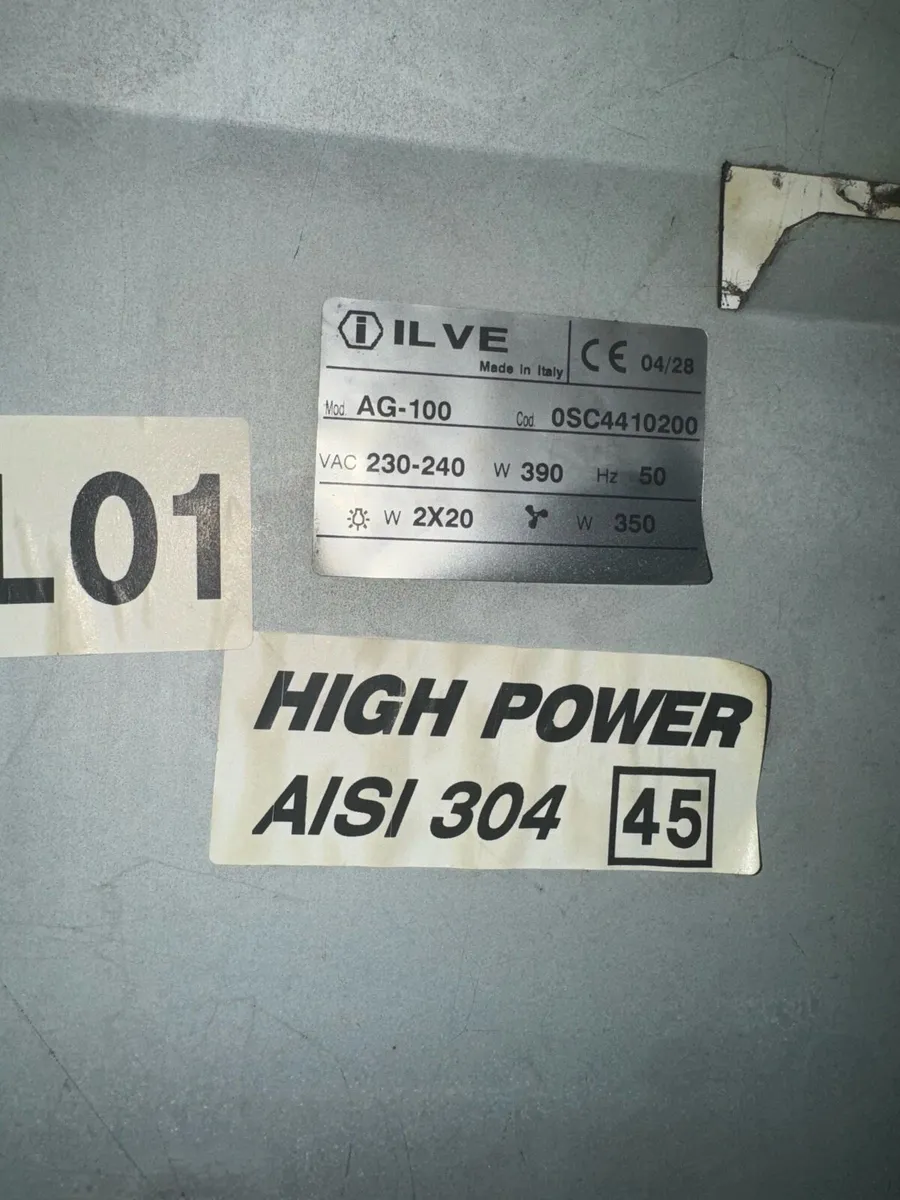 ILVE
Made in Italy
CE 04/28
Mod. AG-100 Cod. 0SC4410200
VAC 230-240 W 390 Hz 50
W 2X20 W 350
L01
HIGH POWER
AISI 304 45